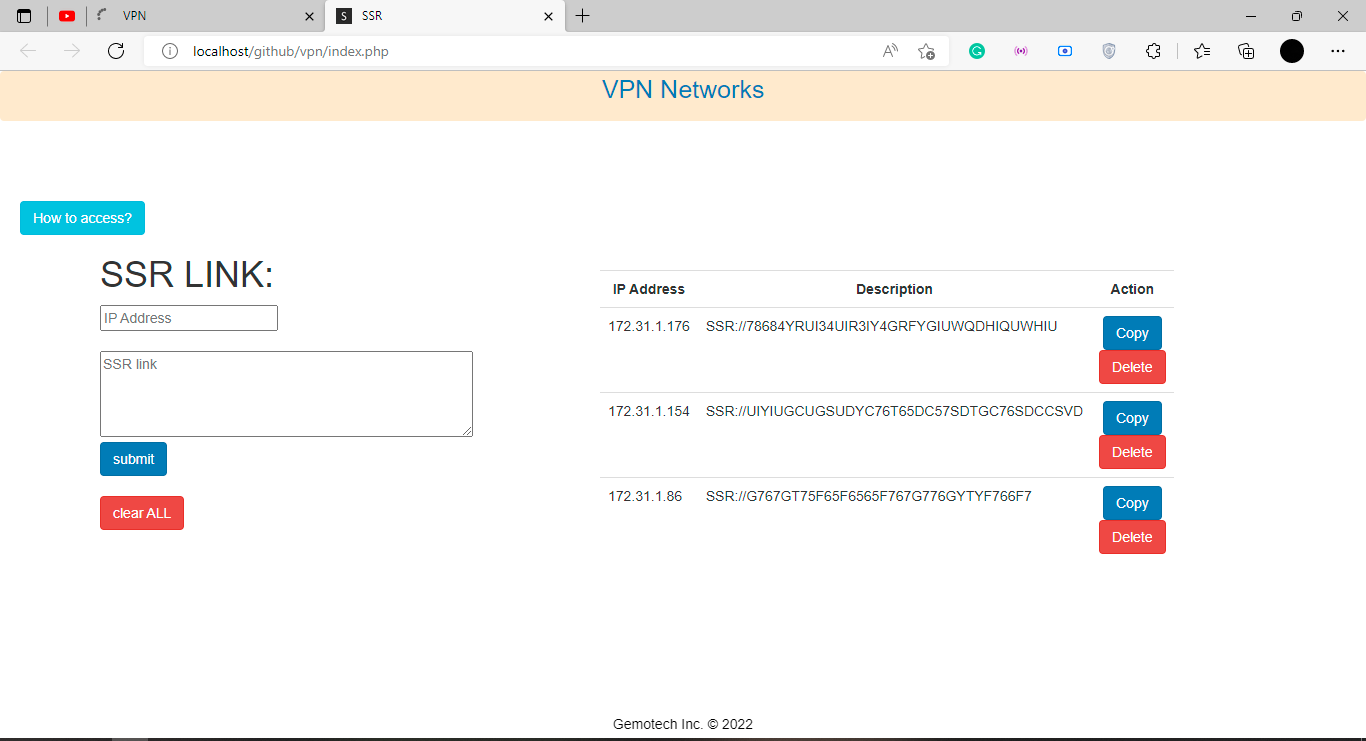 VPN
S SSR
localhost/github/vpn/index.php
VPN Networks
How to access?
SSR LINK:
IP Address
SSR link
submit
clear ALL
IP Address Description Action
172.31.1.176 SSR://78684YRUI34UIR3IY4GRFYGIUWQDHIQUWHIU Copy
Delete
172.31.1.154 SSR://UIYIUGCUGSUDYC76T65DC57SDTGC76SDCCSVD Copy
Delete
172.31.1.86 SSR://G767GT75F65F6565F767G776GYTYF766F7 Copy
Delete
Gemotech Inc. © 2022